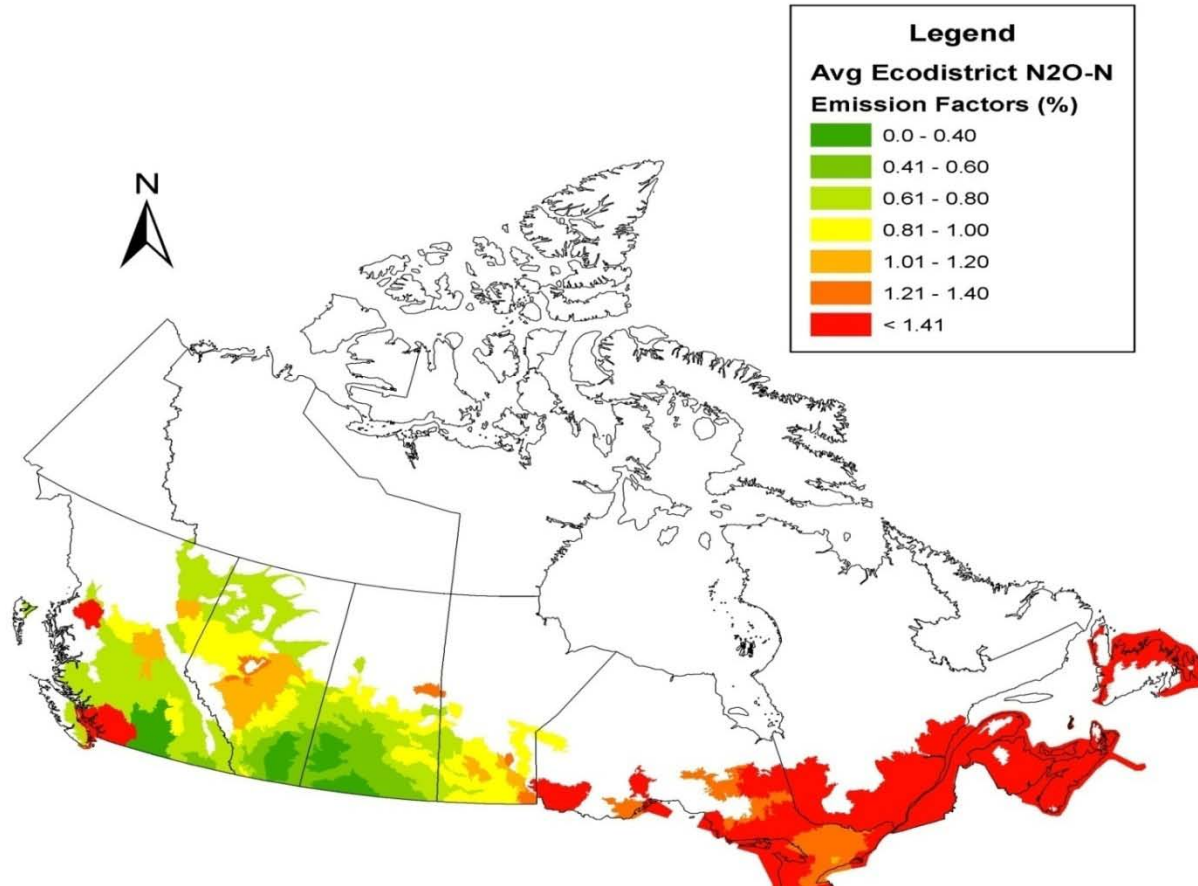 Legend
Avg Ecodistrict N2O-N
Emission Factors (%)
0.0 - 0.40
0.41 - 0.60
0.61 - 0.80
0.81 - 1.00
1.01 - 1.20
1.21 - 1.40
< 1.41
N